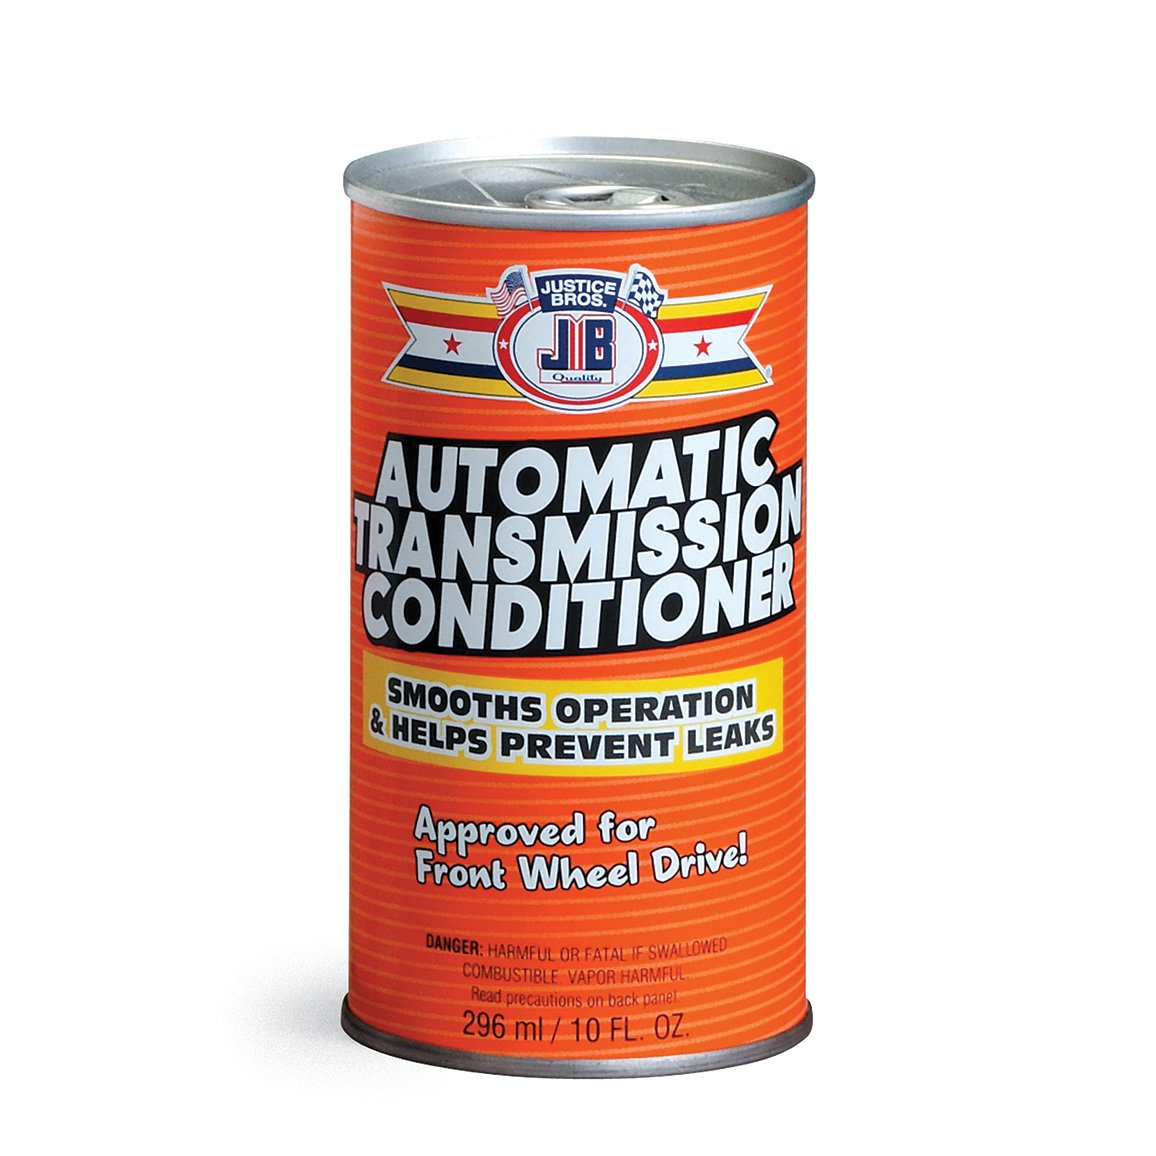 JUSTICE
BROS.
JB
Quality
®
AUTOMATIC
TRANSMISSION
CONDITIONER
SMOOTHS OPERATION
& HELPS PREVENT LEAKS
Approved for
Front Wheel Drive!
DANGER: HARMFUL OR FATAL IF SWALLOWED
COMBUSTIBLE. VAPOR HARMFUL.
Read precautions on back panel.
296 ml / 10 FL. OZ.